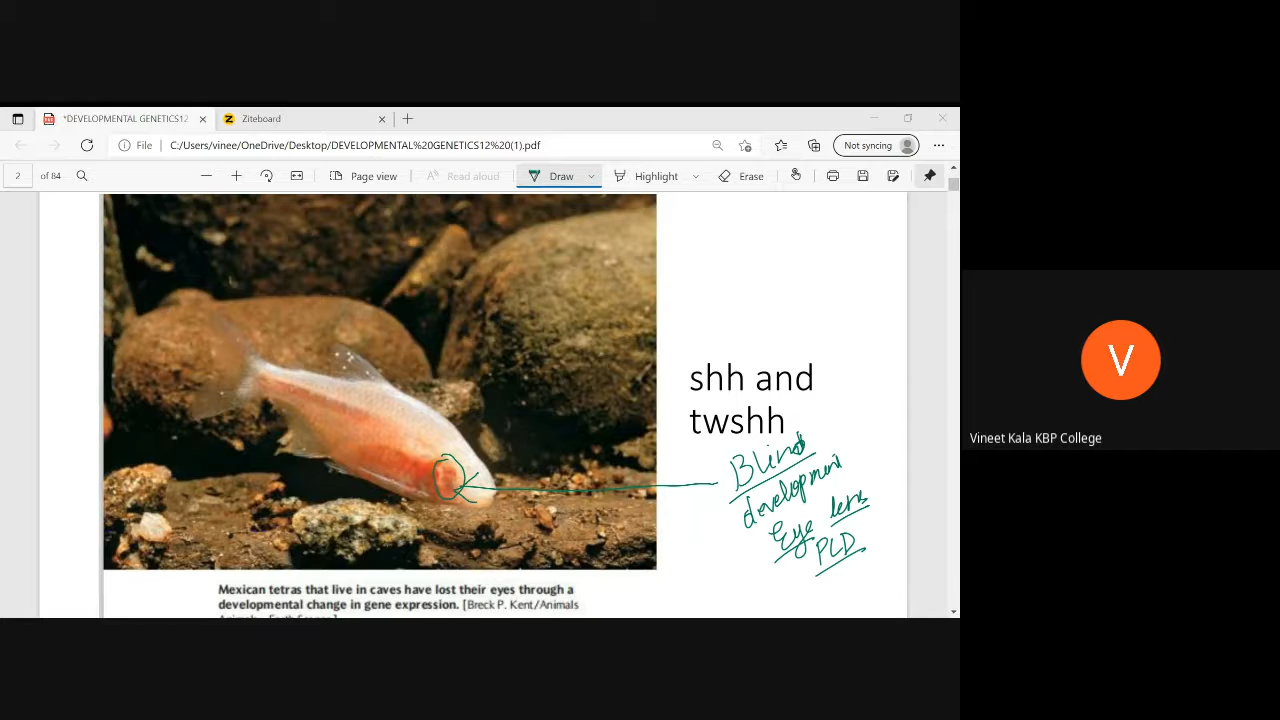 *DEVELOPMENTAL GENETICS12
Z
Ziteboard
File
C:/Users/vinee/OneDrive/Desktop/DEVELOPMENTAL%20GENETICS12%20(1).pdf
Not syncing
2
of 84
Page view
Read aloud
Draw
Highlight
Erase
shh and
twshh
Blind
development
Eye lens
PCD
Mexican tetras that live in caves have lost their eyes through a
developmental change in gene expression. [Breck P. Kent/Animals
V
Vineet Kala KBP College